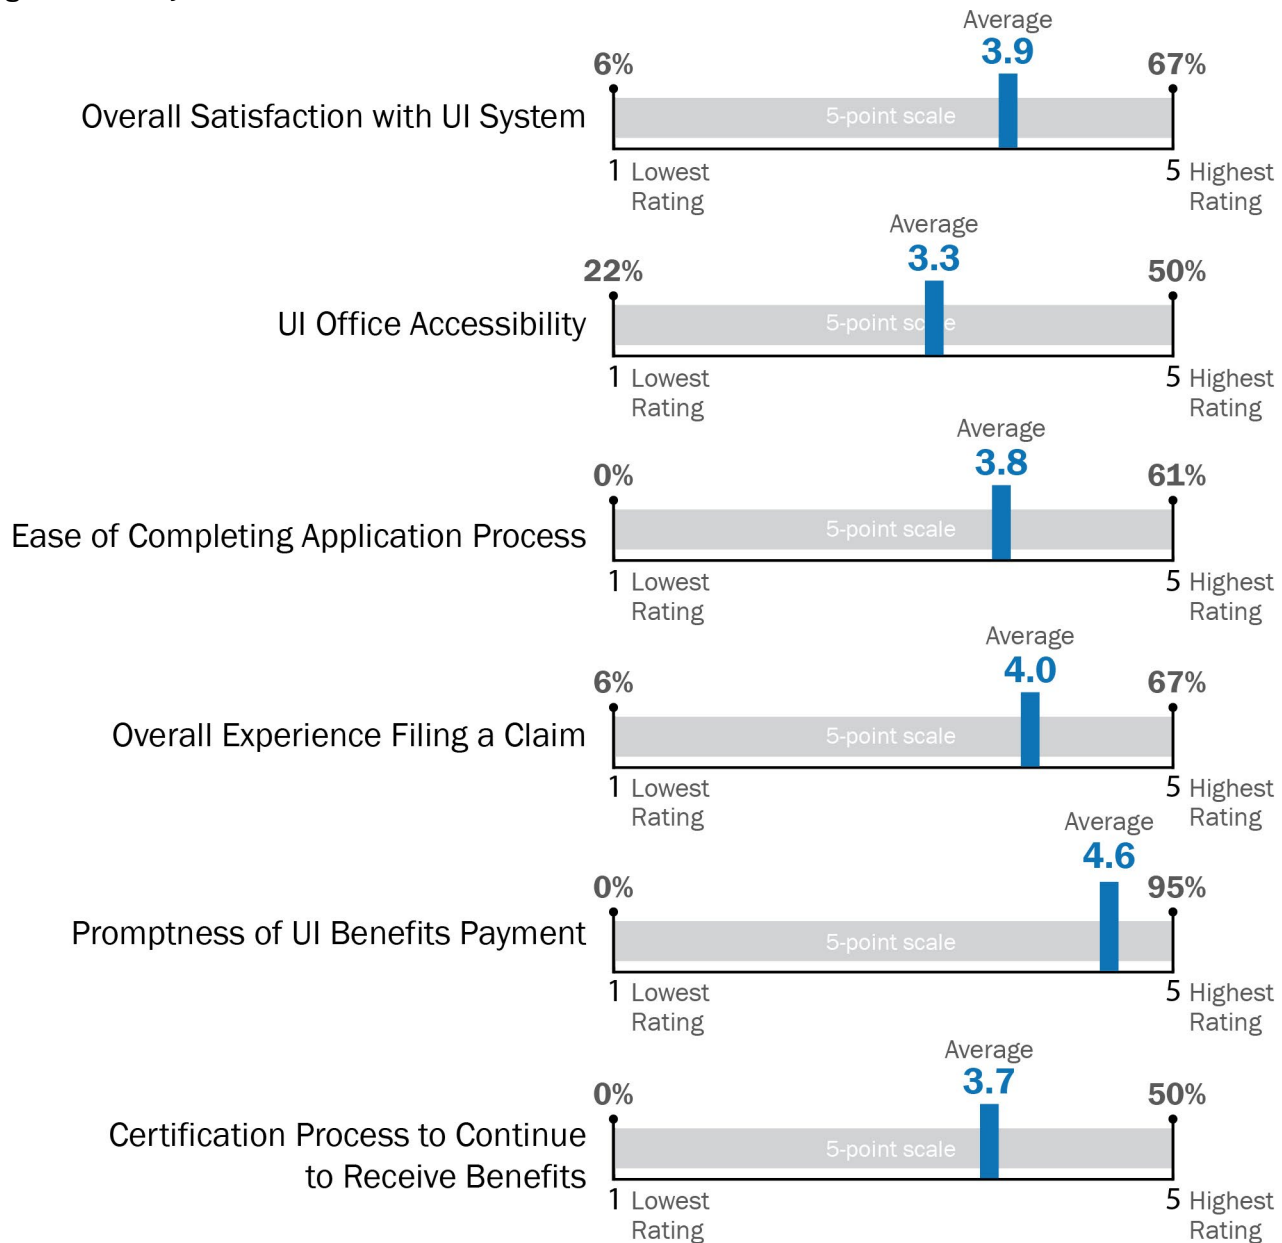 Average
3.9
6%
67%
Overall Satisfaction with UI System
5-point scale
1 Lowest Rating
5 Highest Rating
Average
3.3
22%
50%
UI Office Accessibility
5-point sc e
1 Lowest Rating
5 Highest Rating
Average
3.8
0%
61%
Ease of Completing Application Process
5-point scale
1 Lowest Rating
5 Highest Rating
Average
4.0
6%
67%
Overall Experience Filing a Claim
5-point scale
1 Lowest Rating
5 Highest Rating
Average
4.6
0%
95%
Promptness of UI Benefits Payment
5-point scale
1 Lowest Rating
5 Highest Rating
Average
3.7
0%
50%
Certification Process to Continue
to Receive Benefits
5-point scale
1 Lowest Rating
5 Highest Rating